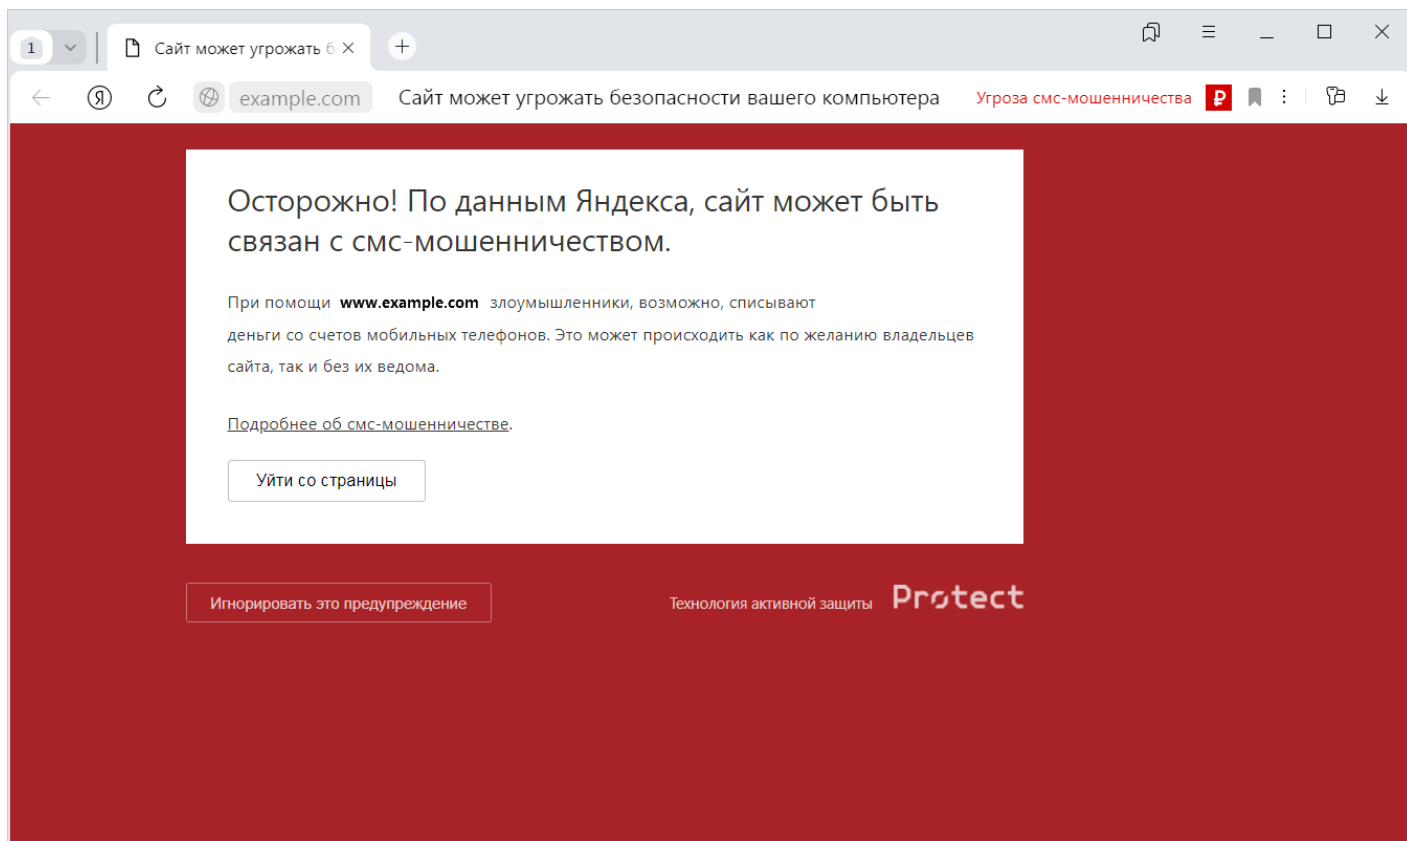 1
Сайт может угрожать б
example.com Сайт может угрожать безопасности вашего компьютера Угроза смс-мошенничества
Осторожно! По данным Яндекса, сайт может быть
связан с смс-мошенничеством.
При помощи www.example.com злоумышленники, возможно, списывают
деньги со счетов мобильных телефонов. Это может происходить как по желанию владельцев
сайта, так и без их ведома.
Подробнее об смс-мошенничестве.
Уйти со страницы
Игнорировать это предупреждение
Технология активной защиты Protect